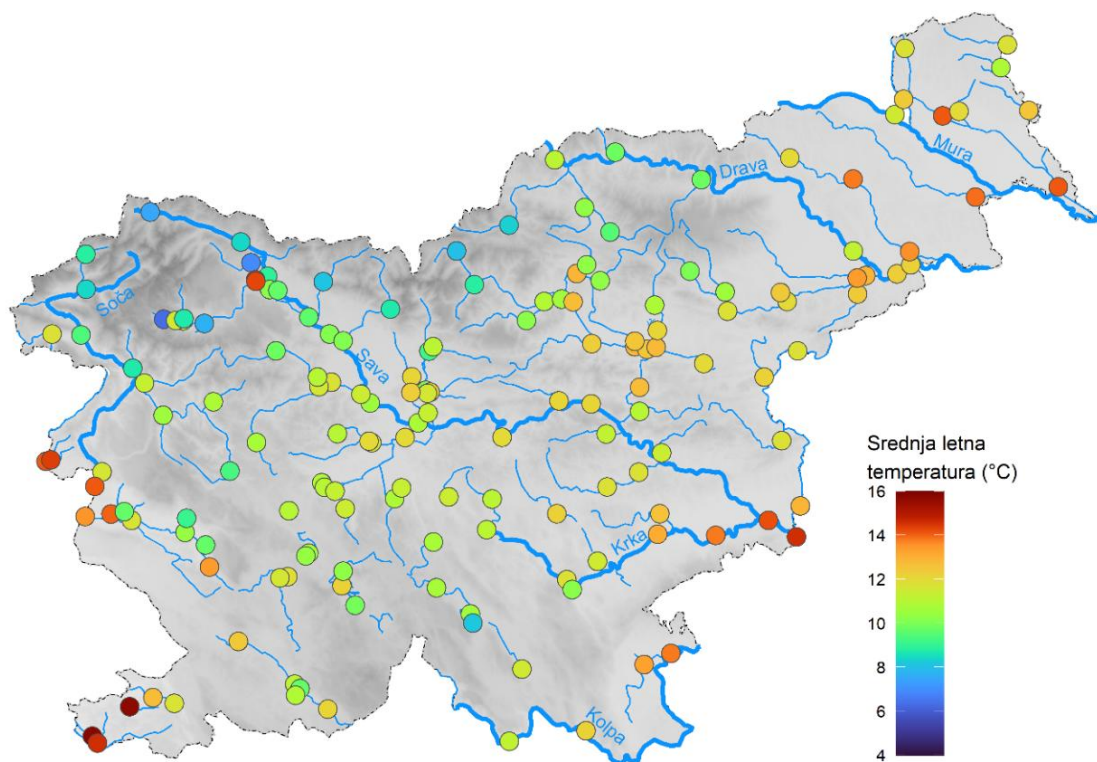 Mura
Drava
Soča
Sava
Krka
Kolpa
Srednja letna
temperatura (°C)
16
14
12
10
8
6
4